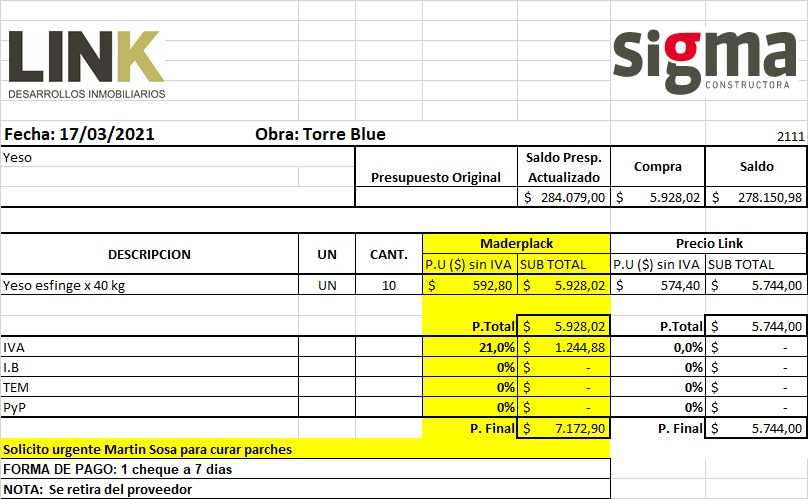 LINK
DESARROLLOS INMOBILIARIOS
sigma
CONSTRUCTORA
Fecha: 17/03/2021 Obra: Torre Blue 2111
Yeso Presupuesto Original Saldo Presp. Actualizado Compra Saldo
$ 284.079,00 $ 5.928,02 $ 278.150,98
DESCRIPCION UN CANT. Maderplack Precio Link
P.U ($) sin IVA SUB TOTAL P.U ($) sin IVA SUB TOTAL
Yeso esfinge x 40 kg UN 10 $ 592,80 $ 5.928,02 $ 574,40 $ 5.744,00
P.Total $ 5.928,02 P.Total $ 5.744,00
IVA 21,0% $ 1.244,88 0,0% $ -
I.B 0% $ - 0% $ -
TEM 0% $ - 0% $ -
PyP 0% $ - 0% $ -
P. Final $ 7.172,90 P. Final $ 5.744,00
Solicito urgente Martin Sosa para curar parches
FORMA DE PAGO: 1 cheque a 7 dias
NOTA: Se retira del proveedor